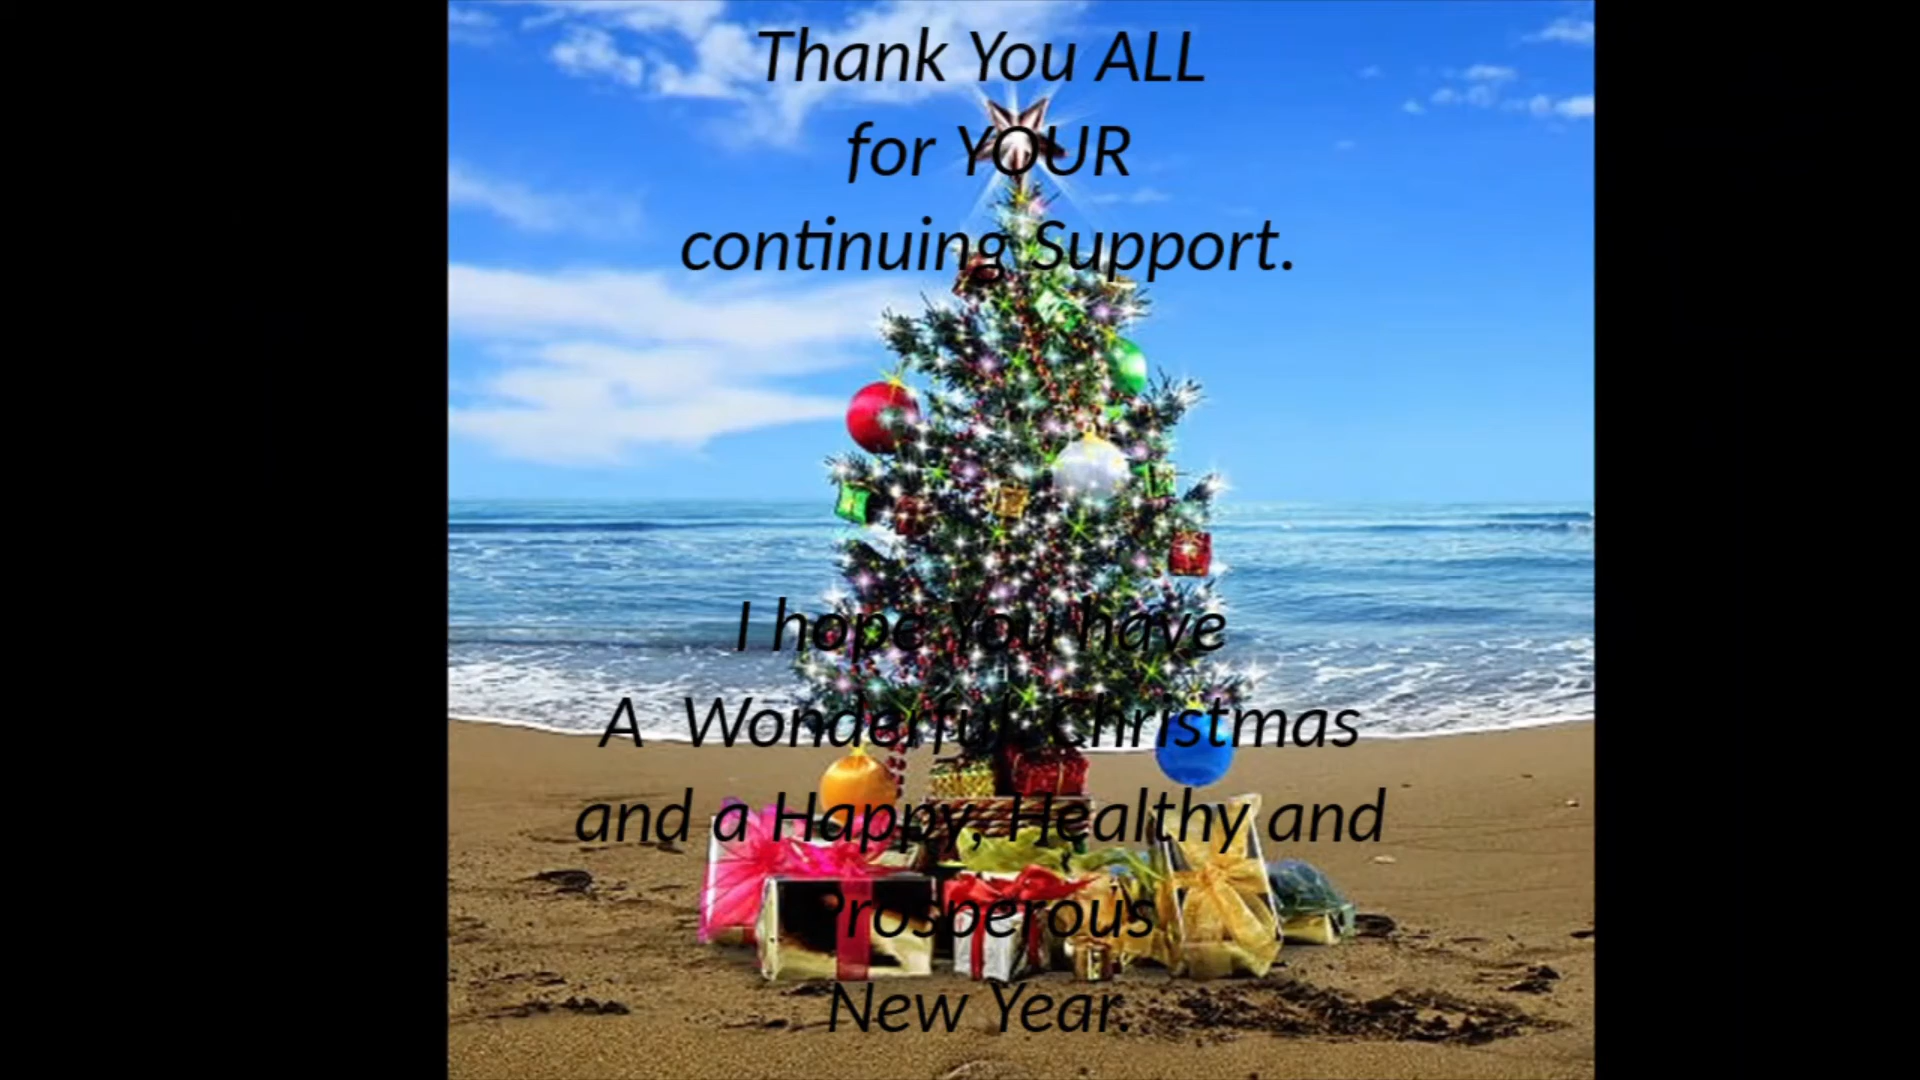 Thank You ALL
for YOUR
continuing Support.
I hope You have
A Wonderful Christmas
and a Happy, Healthy and
Prosperous
New Year.